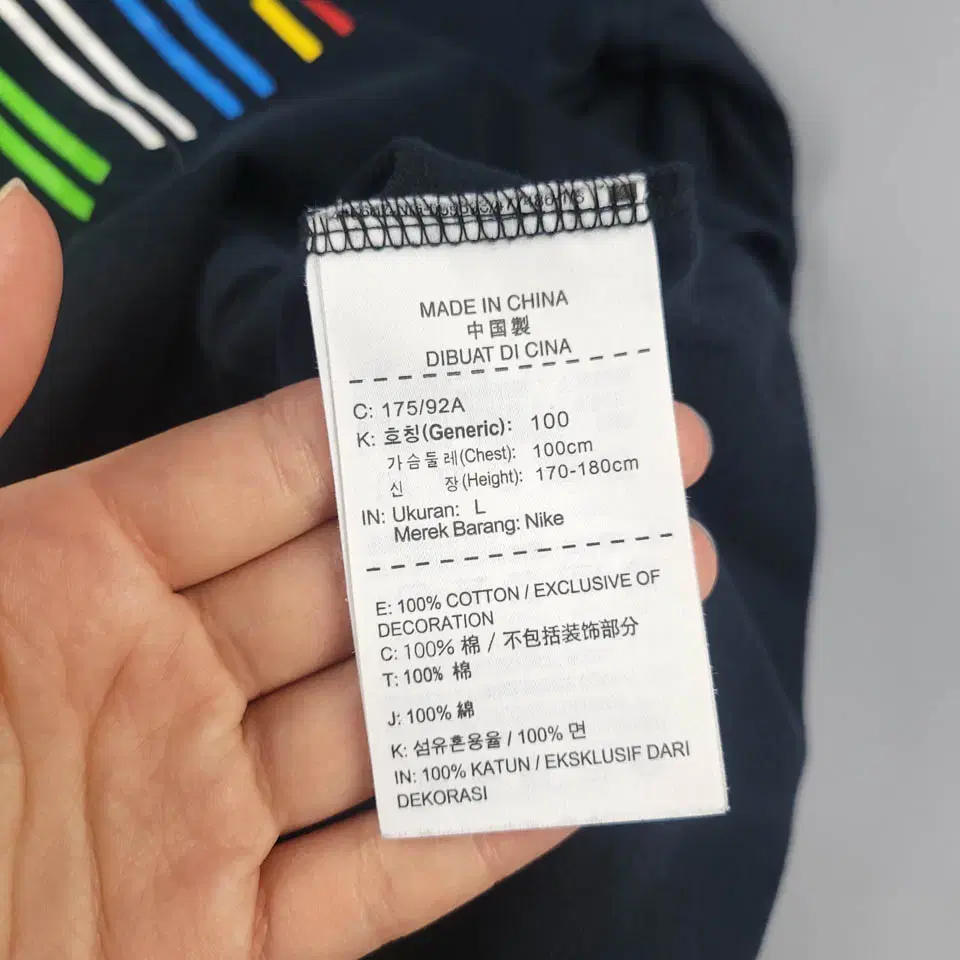 MADE IN CHINA
中国製
DIBUAT DI CINA
C: 175/92A
K: 호칭(Generic): 100
가슴둘레(Chest): 100cm
신 장(Height): 170-180cm
IN: Ukuran: L
Merek Barang: Nike
E: 100% COTTON / EXCLUSIVE OF
DECORATION
C: 100% 棉 / 不包括装饰部分
T: 100% 棉
J: 100% 綿
K: 섬유혼용율 / 100% 면
IN: 100% KATUN / EKSKLUSIF DARI
DEKORASI